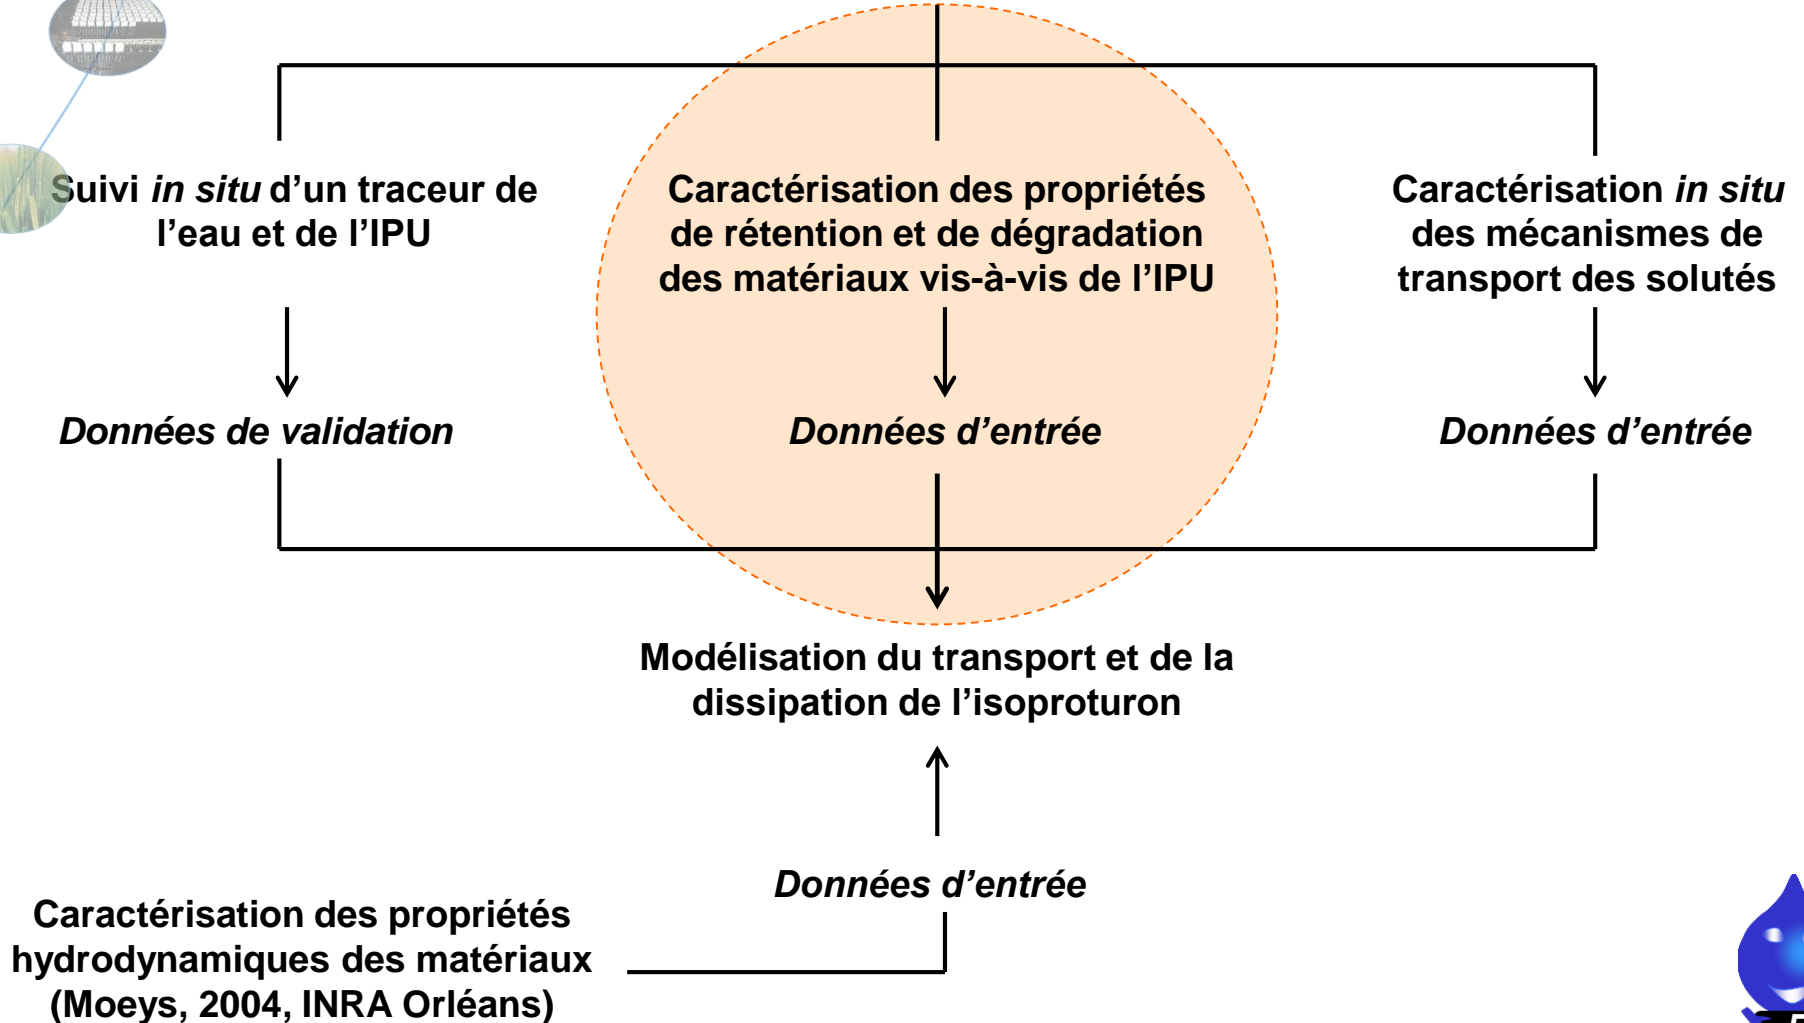 Suivi in situ d’un traceur de
l’eau et de l’IPU
Caractérisation des propriétés
de rétention et de dégradation
des matériaux vis-à-vis de l’IPU
Caractérisation in situ
des mécanismes de
transport des solutés
Données de validation
Données d’entrée
Données d’entrée
Modélisation du transport et de la
dissipation de l’isoproturon
Données d’entrée
Caractérisation des propriétés
hydrodynamiques des matériaux
(Moeys, 2004, INRA Orléans)